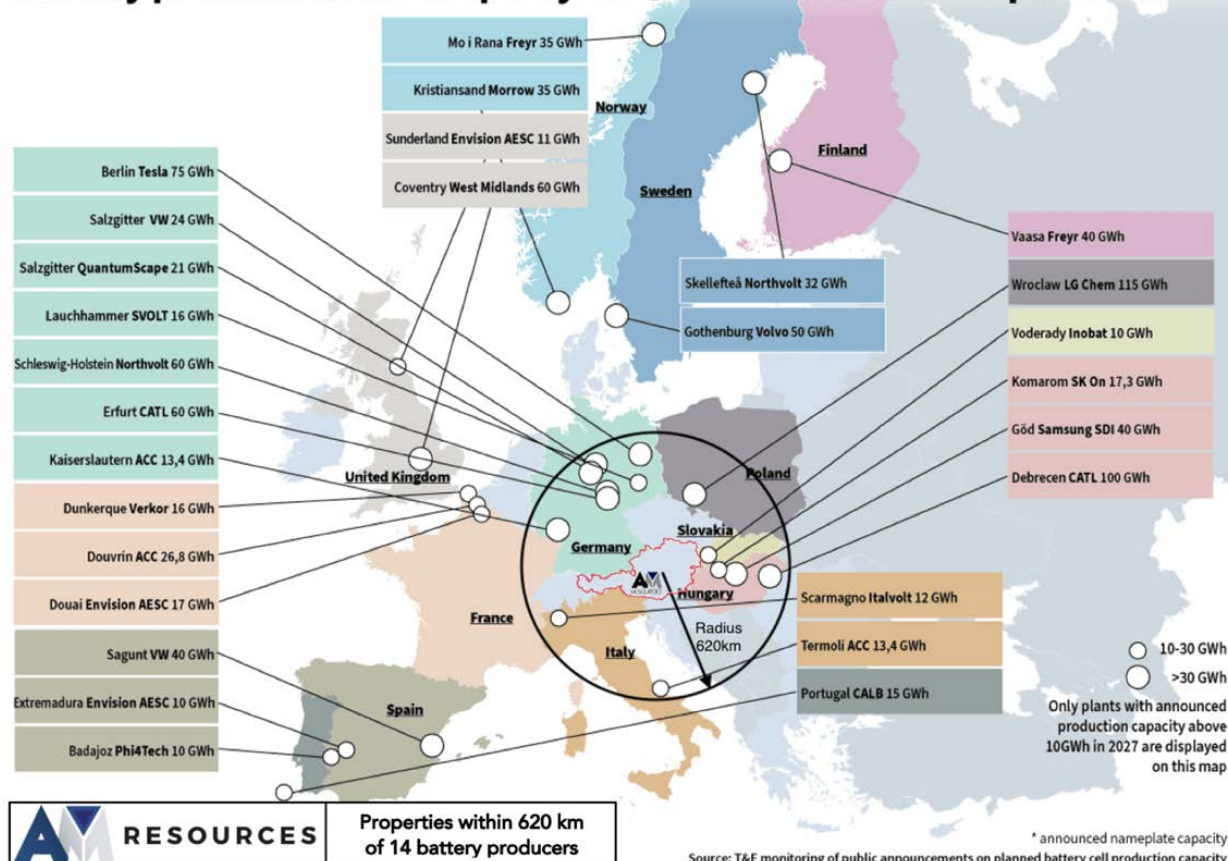 Mo i Rana Freyr 35 GWh
Kristiansand Morrow 35 GWh
Sunderland Envision AESC 11 GWh
Coventry West Midlands 60 GWh
Norway
Finland
Sweden
Berlin Tesla 75 GWh
Salzgitter VW 24 GWh
Salzgitter QuantumScape 21 GWh
Lauchhammer SVOLT 16 GWh
Schleswig-Holstein Northvolt 60 GWh
Erfurt CATL 60 GWh
Kaiserslautern ACC 13,4 GWh
Dunkerque Verkor 16 GWh
Douvrin ACC 26,8 GWh
Douai Envision AESC 17 GWh
Sagunt VW 40 GWh
Extremadura Envision AESC 10 GWh
Badajoz Phi4Tech 10 GWh
Skellefteå Northvolt 32 GWh
Gothenburg Volvo 50 GWh
Vaasa Freyr 40 GWh
Wroclaw LG Chem 115 GWh
Voderady Inobat 10 GWh
Komarom SK On 17,3 GWh
Göd Samsung SDI 40 GWh
Debrecen CATL 100 GWh
United Kingdom
Poland
Slovakia
Germany
AM
RESOURCES
Hungary
France
Italy
Radius
620km
Spain
Scarmagno Italvolt 12 GWh
Termoli ACC 13,4 GWh
Portugal CALB 15 GWh
10-30 GWh
>30 GWh
Only plants with announced
production capacity above
10GWh in 2027 are displayed
on this map
AM RESOURCES
Properties within 620 km
of 14 battery producers
* announced nameplate capacity
Source: T&E monitoring of public announcements on planned battery cell production capacity